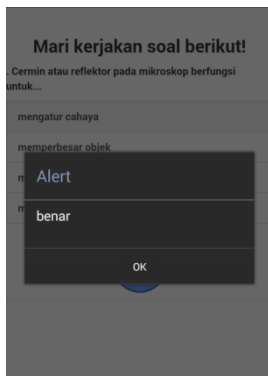 Mari kerjakan soal berikut!
. Cermin atau reflektor pada mikroskop berfungsi
untuk...
mengatur cahaya
memperbesar objek
Alert
benar
OK